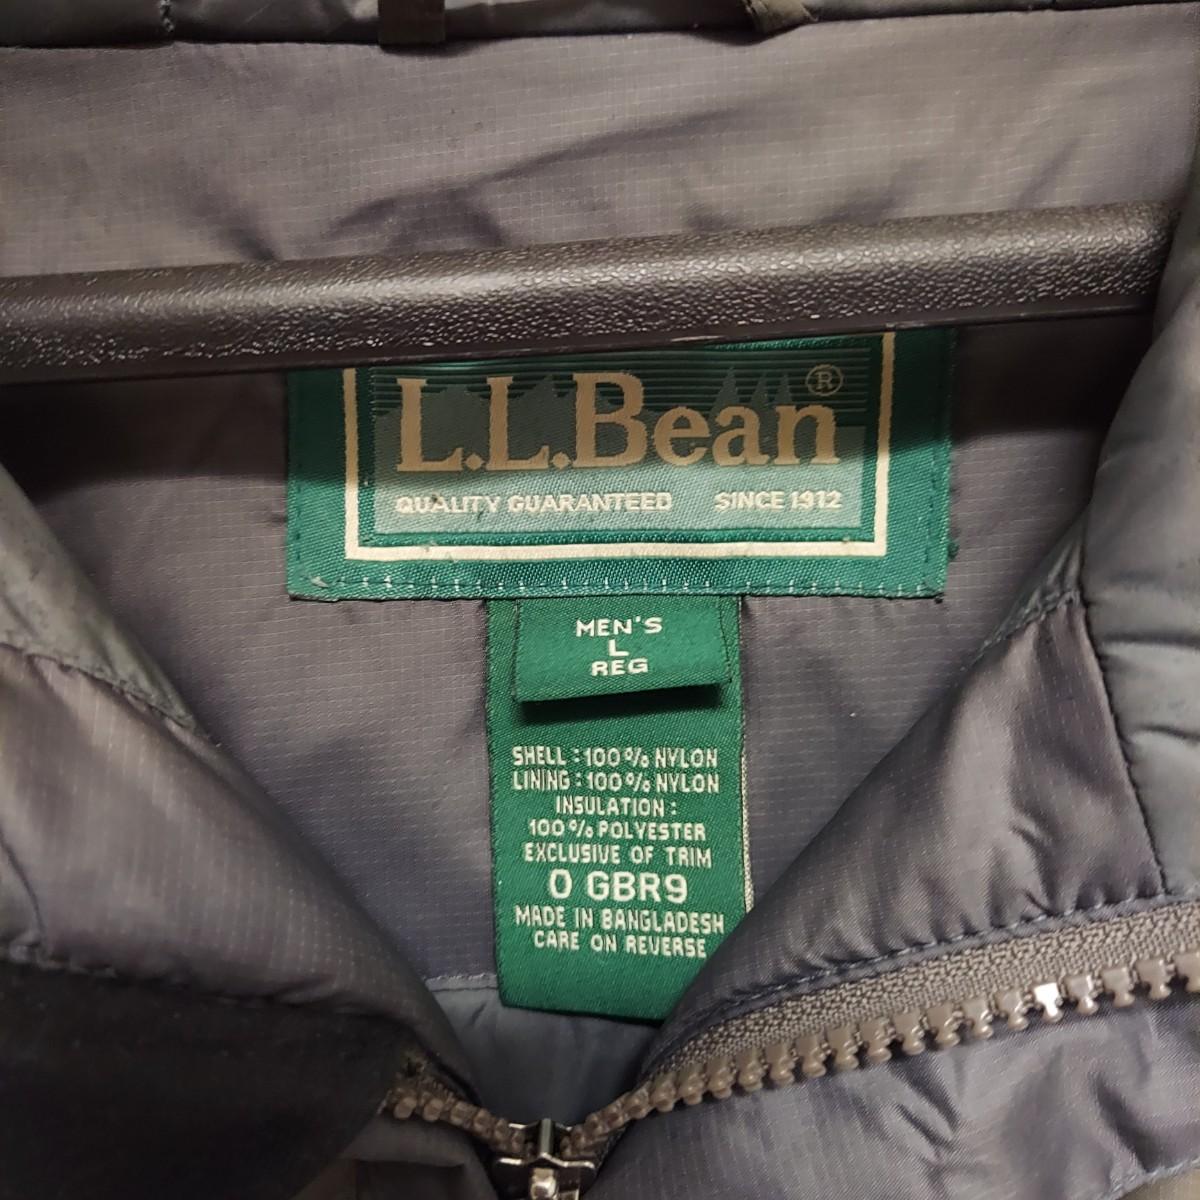 L.L.Bean®
QUALITY GUARANTEED SINCE 1912
MEN'S
L
REG
SHELL : 100% NYLON
LINING : 100% NYLON
INSULATION :
100% POLYESTER
EXCLUSIVE OF TRIM
0 GBR9
MADE IN BANGLADESH
CARE ON REVERSE